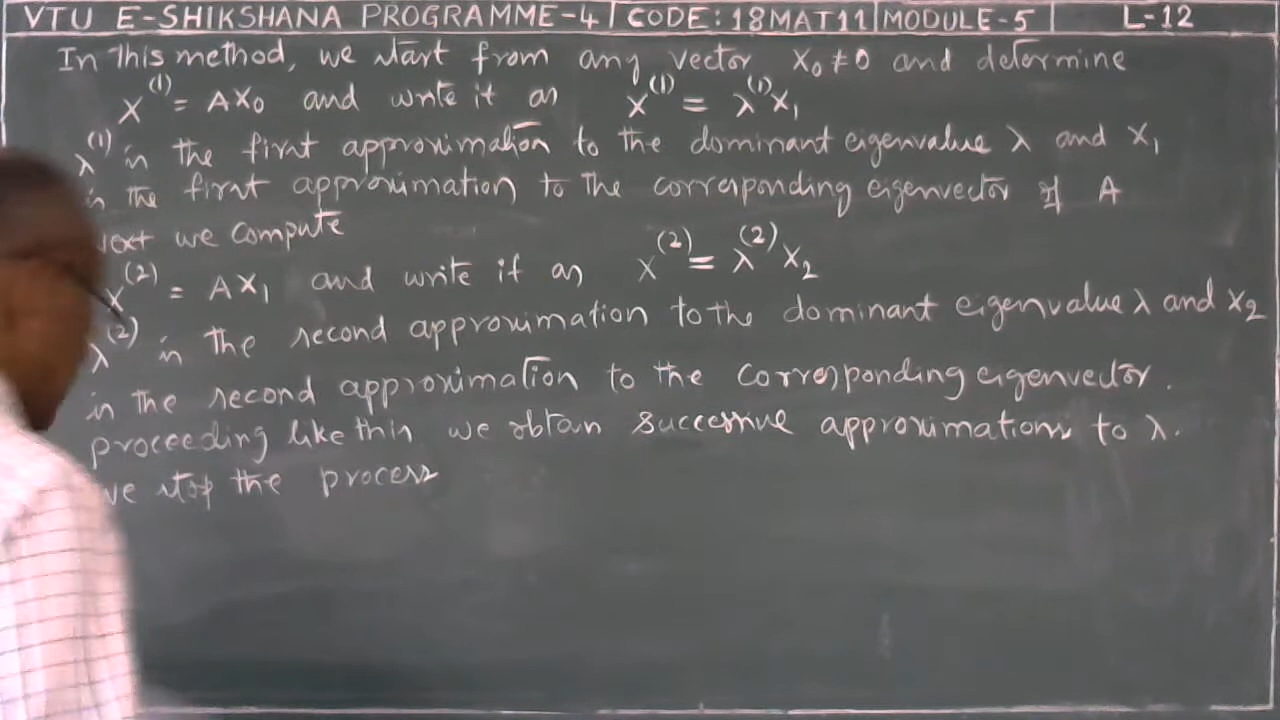 VTU E-SHIKSHANA PROGRAMME-4 | CODE: 18MAT11 | MODULE-5 | L-12
In this method, we start from any vector X₀ ≠ 0 and determine
X⁽¹⁾ = AX₀ and write it as X⁽¹⁾ = λ⁽¹⁾X₁
λ⁽¹⁾ is the first approximation to the dominant eigenvalue λ and X₁
is the first approximation to the corresponding eigenvector of A
next we compute
X⁽²⁾ = AX₁ and write it as X⁽²⁾ = λ⁽²⁾X₂
λ⁽²⁾ is the second approximation to the dominant eigenvalue λ and X₂
is the second approximation to the corresponding eigenvector.
proceeding like this we obtain successive approximations to λ.
we stop the process